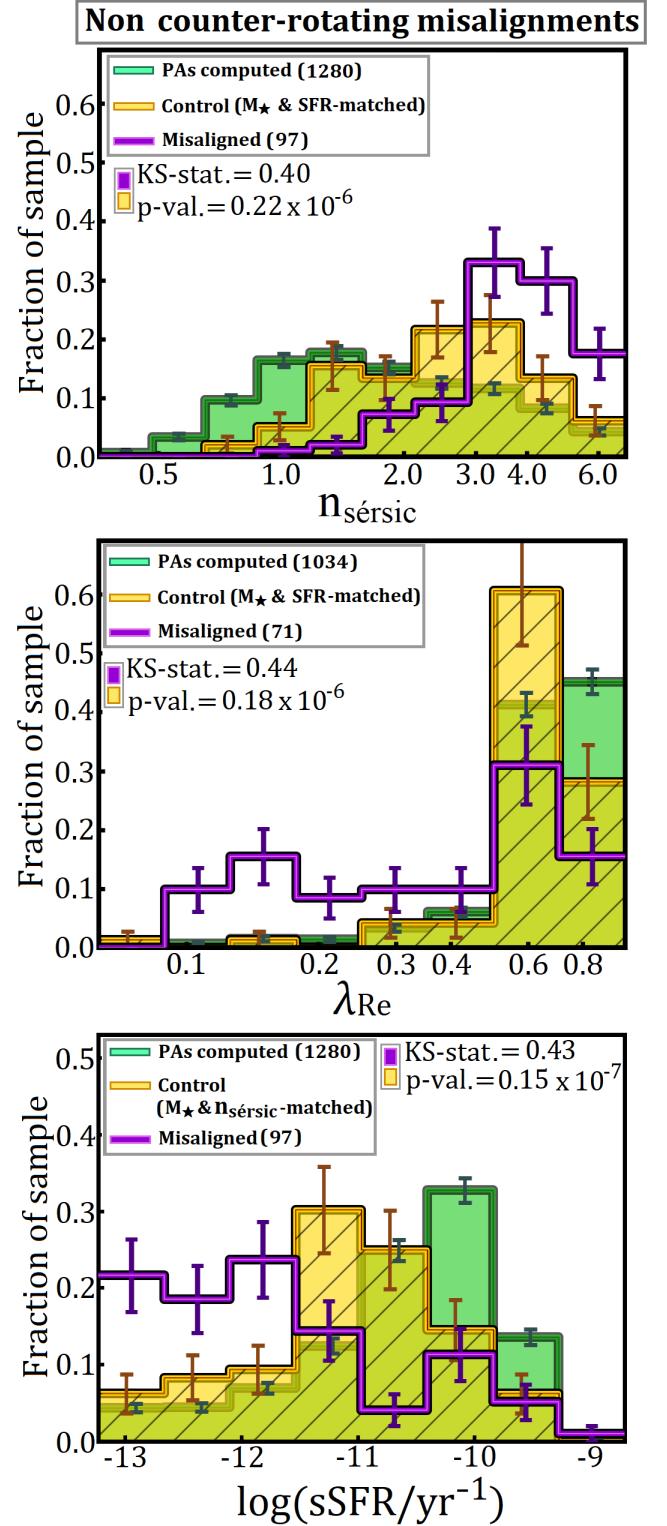 Non counter-rotating misalignments
PAs computed (1280)
Control (M★ & SFR-matched)
Misaligned (97)
KS-stat. = 0.40
p-val. = 0.22 x 10⁻⁶
Fraction of sample
0.6
0.5
0.4
0.3
0.2
0.1
0.0
0.5 1.0 2.0 3.0 4.0 6.0
n_sérsic
PAs computed (1034)
Control (M★ & SFR-matched)
Misaligned (71)
KS-stat. = 0.44
p-val. = 0.18 x 10⁻⁶
Fraction of sample
0.6
0.5
0.4
0.3
0.2
0.1
0.0
0.1 0.2 0.3 0.4 0.6 0.8
λ_Re
PAs computed (1280)
Control
(M★ & n_sérsic-matched)
Misaligned (97)
KS-stat. = 0.43
p-val. = 0.15 x 10⁻⁷
Fraction of sample
0.5
0.4
0.3
0.2
0.1
0.0
-13 -12 -11 -10 -9
log(sSFR/yr⁻¹)